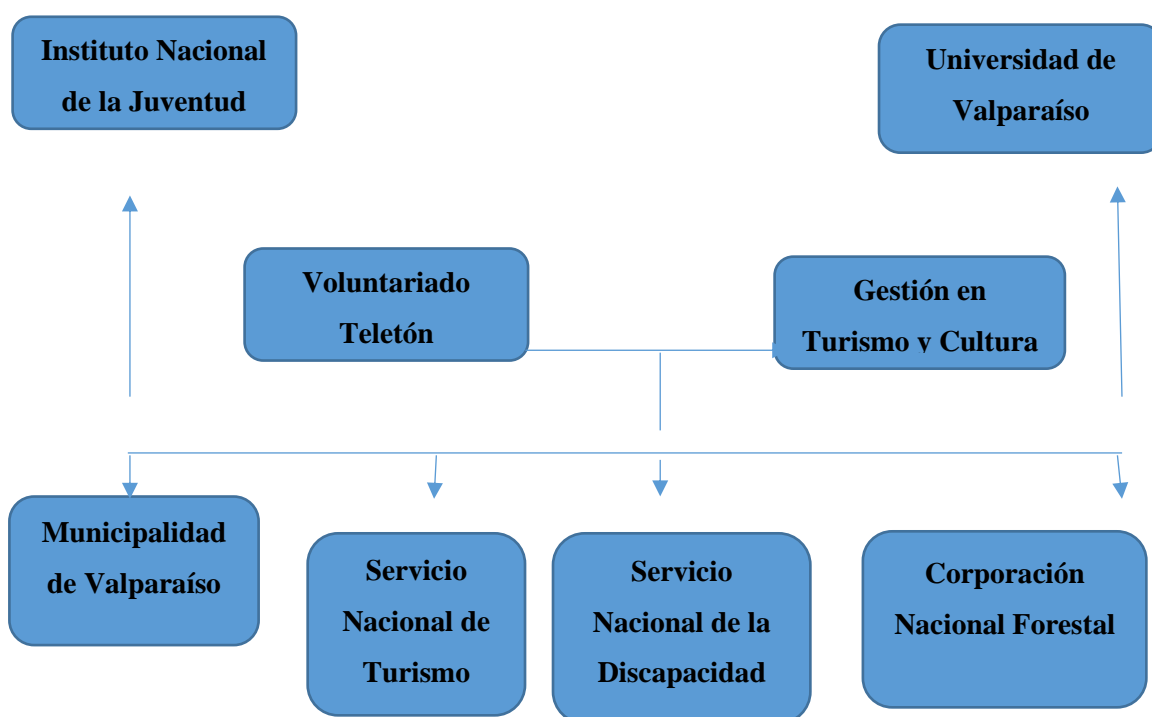 Instituto Nacional
de la Juventud
Universidad de
Valparaíso
Voluntariado
Teletón
Gestión en
Turismo y Cultura
Municipalidad
de Valparaíso
Servicio
Nacional de
Turismo
Servicio
Nacional de la
Discapacidad
Corporación
Nacional Forestal